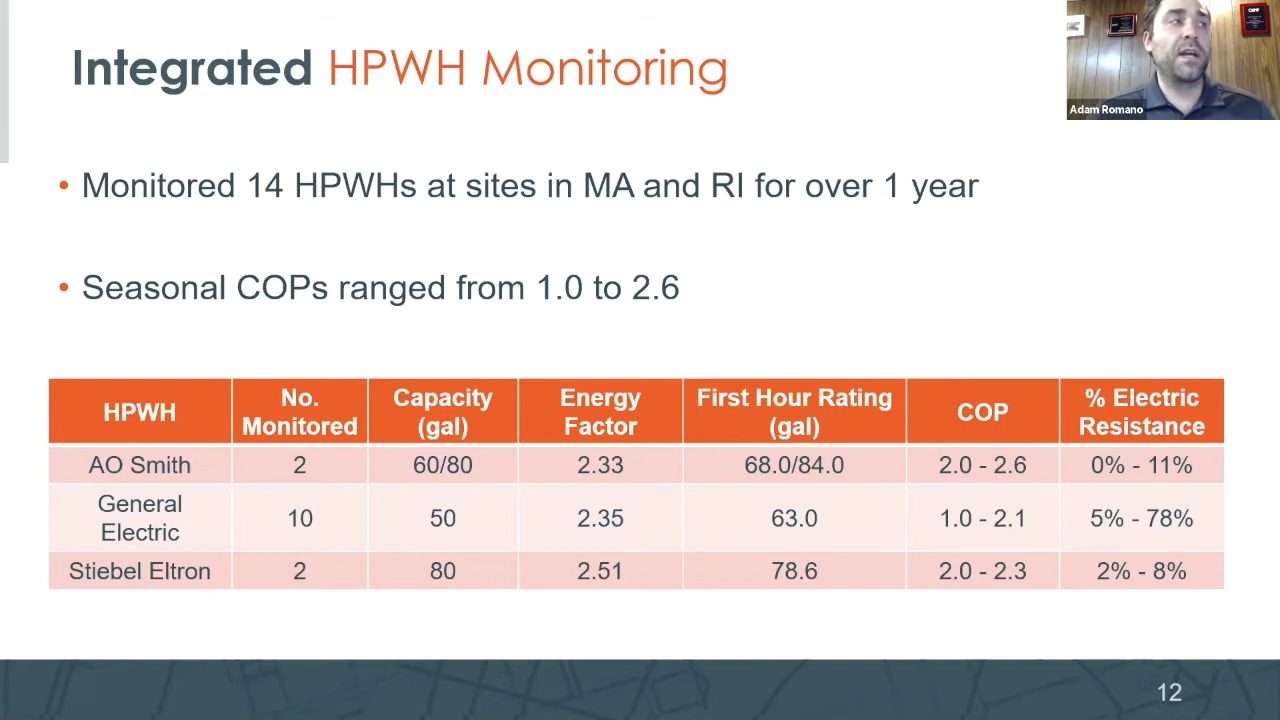 Integrated HPWH Monitoring
Adam Romano
• Monitored 14 HPWHs at sites in MA and RI for over 1 year
• Seasonal COPs ranged from 1.0 to 2.6
HPWH No. Monitored Capacity (gal) Energy Factor First Hour Rating (gal) COP % Electric Resistance
AO Smith 2 60/80 2.33 68.0/84.0 2.0 - 2.6 0% - 11%
General Electric 10 50 2.35 63.0 1.0 - 2.1 5% - 78%
Stiebel Eltron 2 80 2.51 78.6 2.0 - 2.3 2% - 8%
12